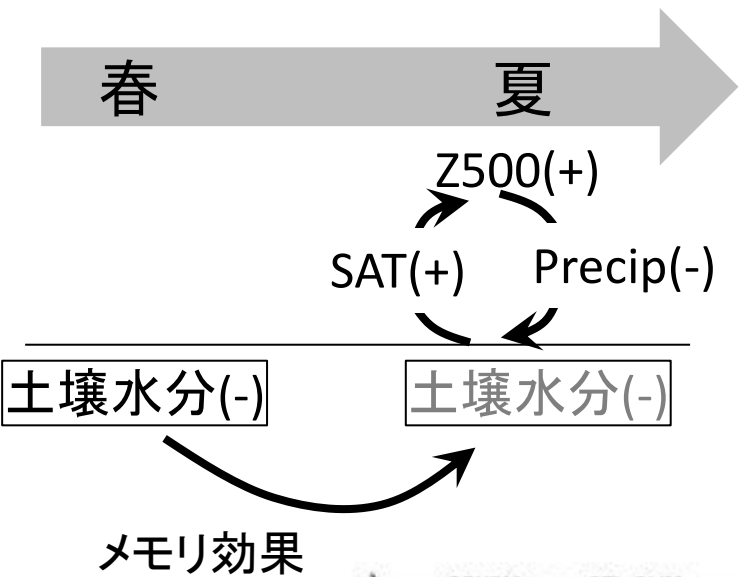 春 夏
Z500(+)
SAT(+) Precip(-)
土壌水分(-) 土壌水分(-)
メモリ効果